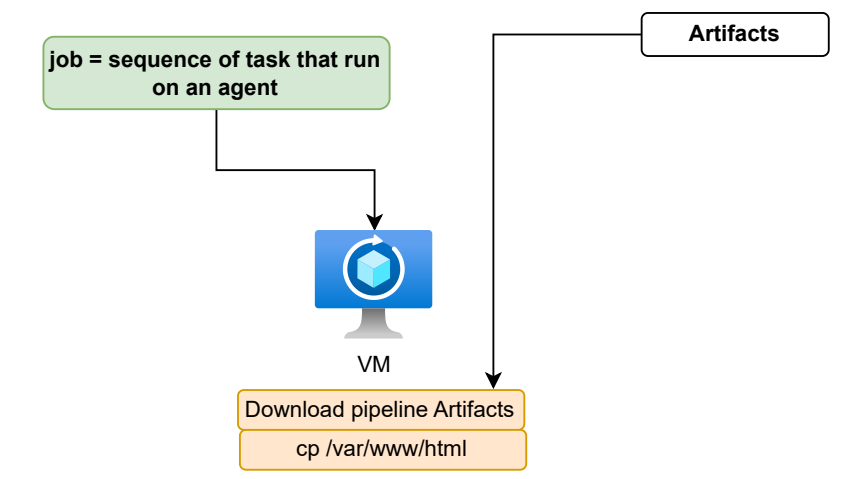 job = sequence of task that run
on an agent
Artifacts
VM
Download pipeline Artifacts
cp /var/www/html